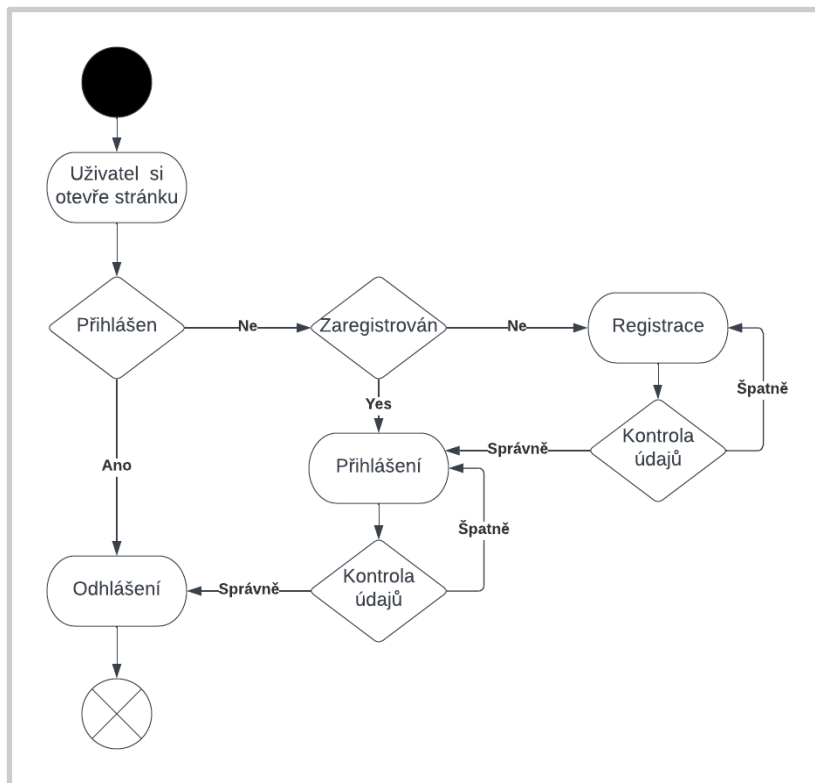 Uživatel si
otevře stránku
Přihlášen
Ne
Zaregistrován
Ne
Registrace
Špatně
Yes
Kontrola
údajů
Správně
Přihlášení
Ano
Špatně
Odhlášení
Správně
Kontrola
údajů